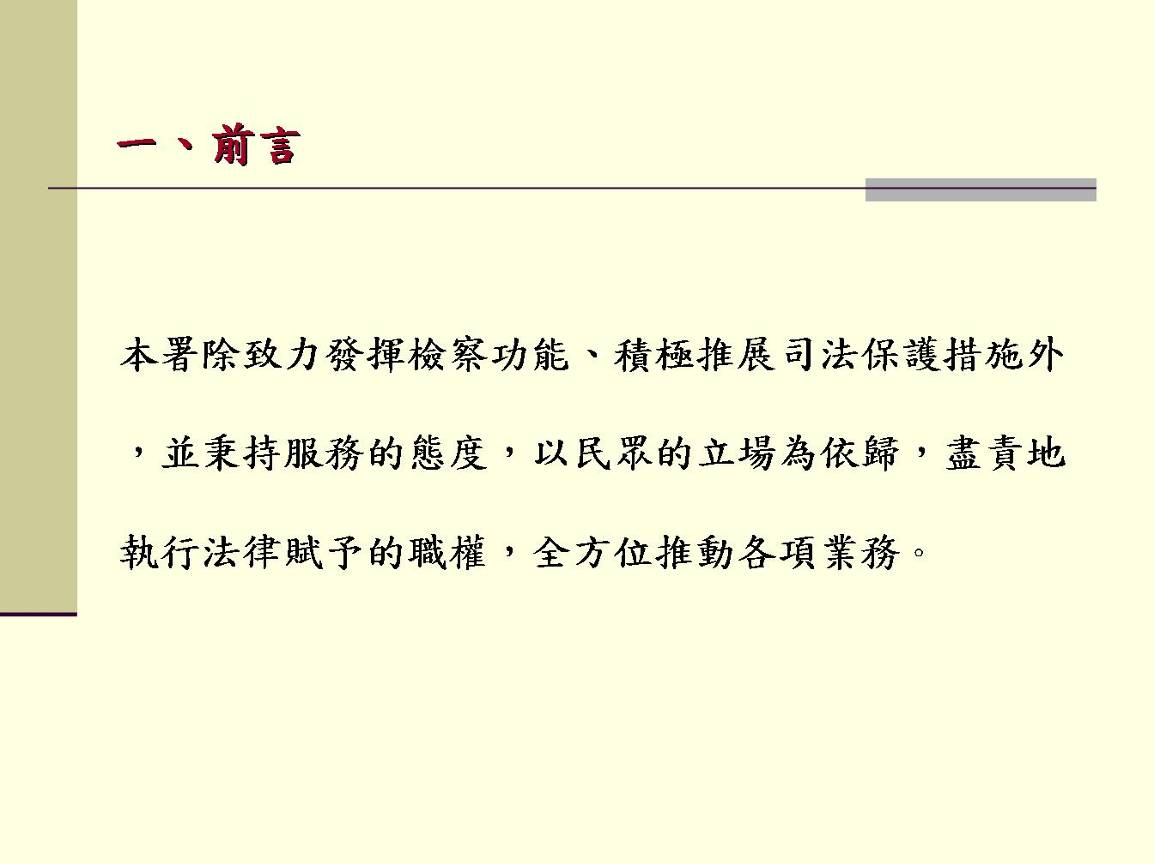 一、前言
本署除致力發揮檢察功能、積極推展司法保護措施外
，並秉持服務的態度，以民眾的立場為依歸，盡責地
執行法律賦予的職權，全方位推動各項業務。